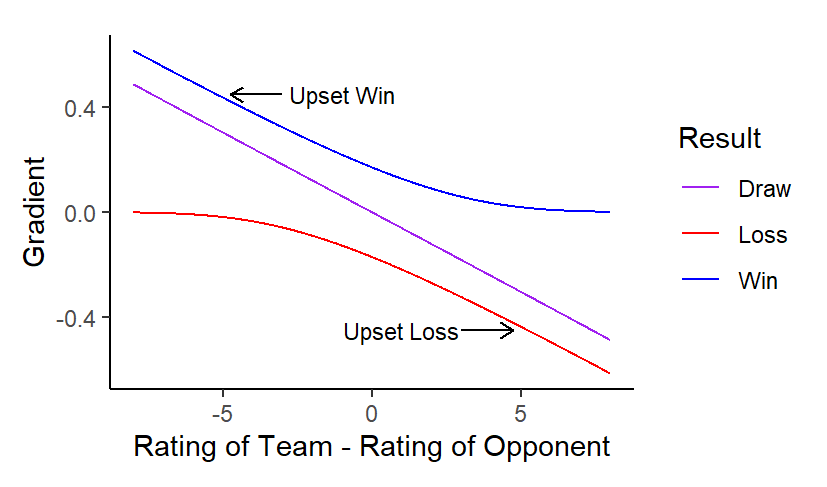 Gradient
0.4
0.0
-0.4
Upset Win
Upset Loss
-5
0
5
Rating of Team - Rating of Opponent
Result
Draw
Loss
Win